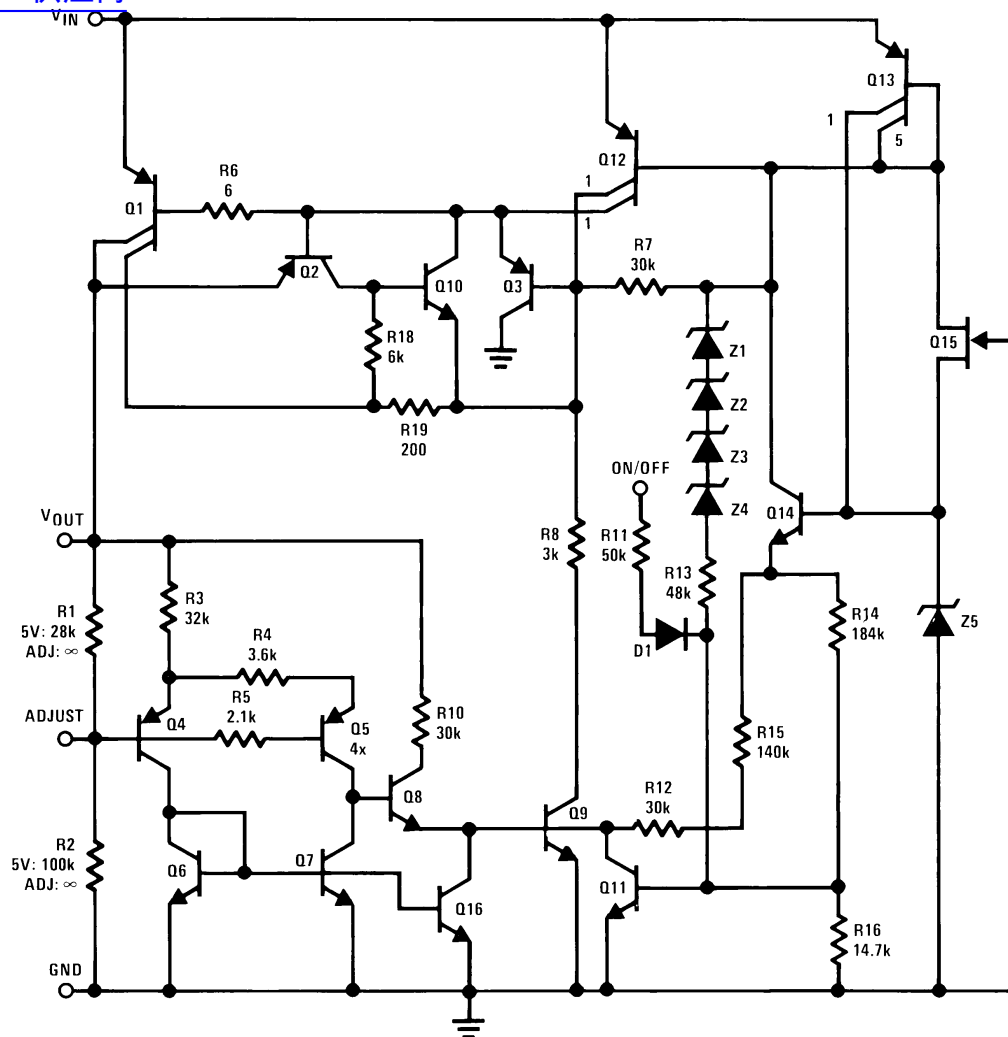 VIN
Q13
1
5
Q12
1
1
R6
6
Q1
Q2
Q10
Q3
R7
30k
Q15
R18
6k
Z1
Z2
Z3
Z4
R19
200
ON/OFF
Q14
VOUT
R8
3k
R11
50k
R13
48k
R1
5V: 28k
ADJ: ∞
R3
32k
R4
3.6k
D1
R14
184k
Z5
ADJUST
Q4
R5
2.1k
Q5
4x
R10
30k
R15
140k
Q8
Q9
R12
30k
R2
5V: 100k
ADJ: ∞
Q6
Q7
Q16
Q11
R16
14.7k
GND